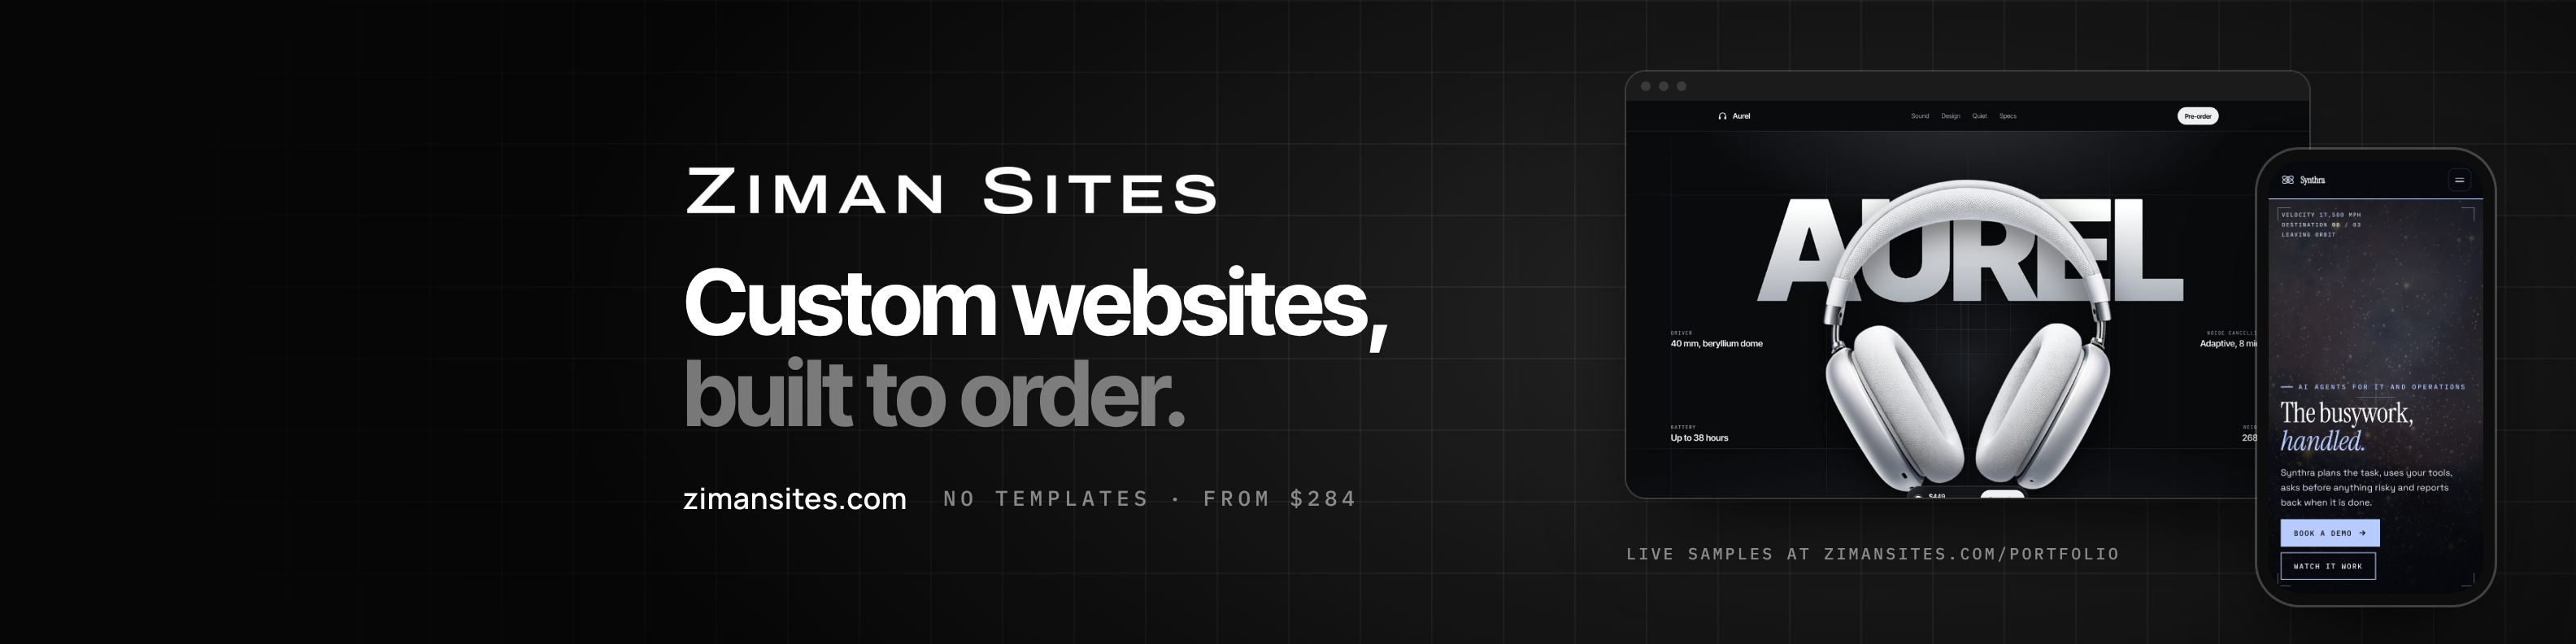 ZIMAN SITES
Custom websites,
built to order.
zimansites.com NO TEMPLATES · FROM $284
Aurel Sound Design Quiet Specs Pre-order
AUREL
DRIVER
40 mm, beryllium dome
BATTERY
Up to 38 hours
Adaptive, 8
268
$449
LIVE SAMPLES AT ZIMANSITES.COM/PORTFOLIO
Synthra
VELOCITY 17,500 MPH
DESTINATION / 03
LEAVING ORBIT
AI AGENTS FOR IT AND OPERATIONS
The busywork,
handled.
Synthra plans the task, uses your tools,
asks before anything risky and reports
back when it is done.
BOOK A DEMO →
WATCH IT WORK